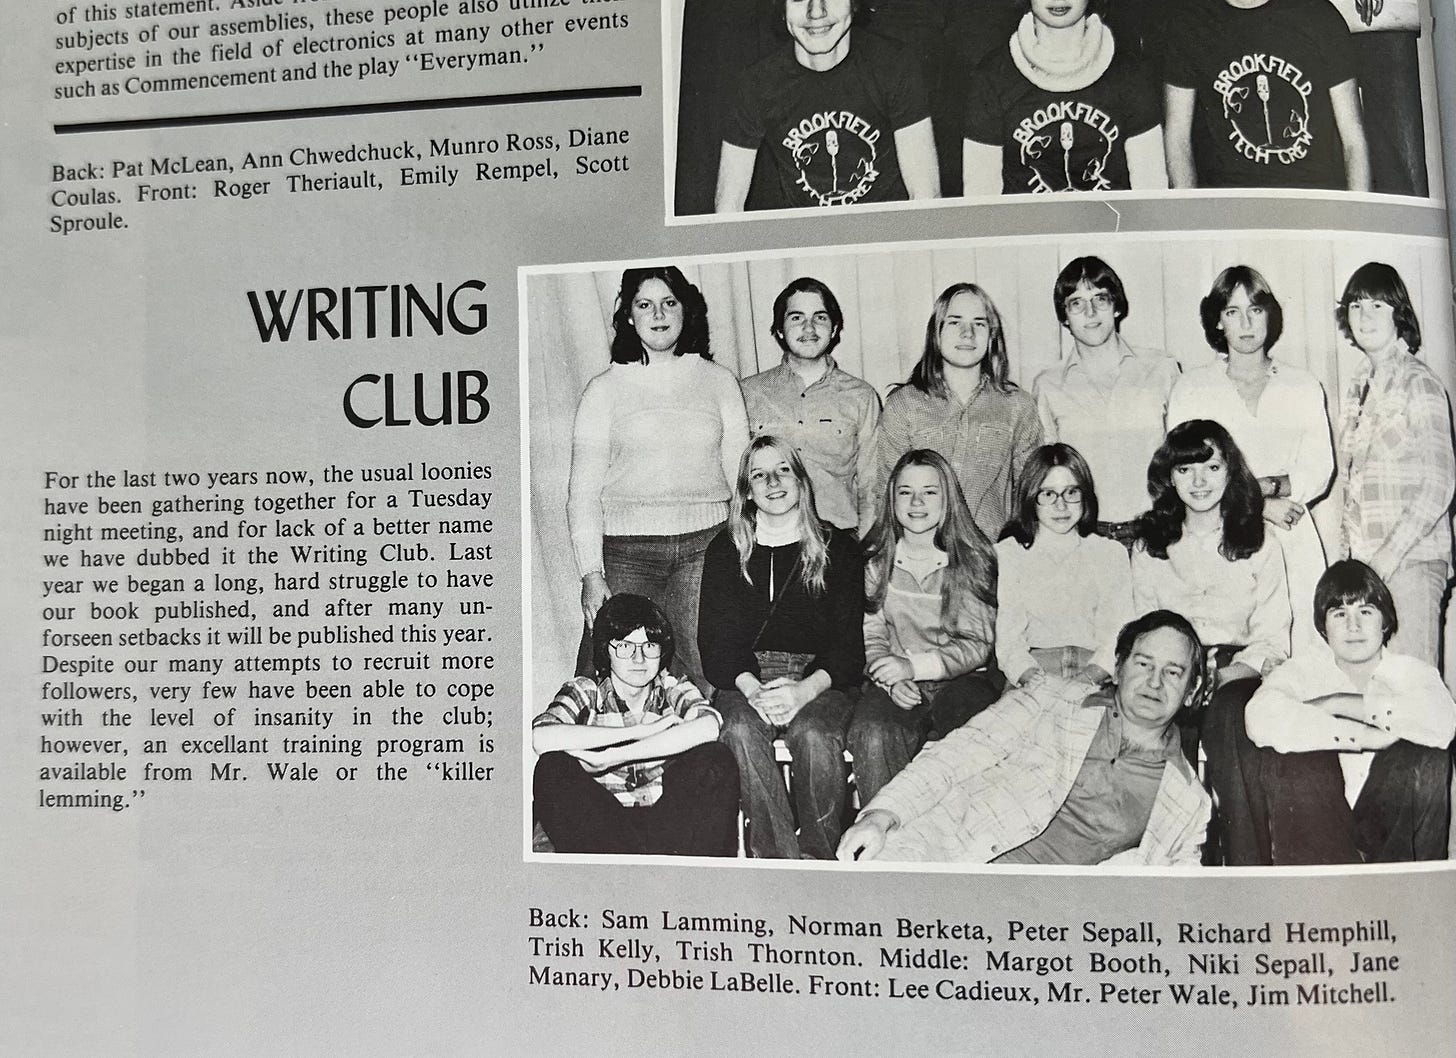 of this statement. Aside
subjects of our assemblies, these people also utilize
expertise in the field of electronics at many other events
such as Commencement and the play “Everyman.”
Back: Pat McLean, Ann Chwedchuck, Munro Ross, Diane
Coulas. Front: Roger Theriault, Emily Rempel, Scott
Sproule.
BROOKFIELD
TECH CREW
BROOKFIELD
TECH CREW
BROOKFIELD
TECH CREW
WRITING
CLUB
For the last two years now, the usual loonies
have been gathering together for a Tuesday
night meeting, and for lack of a better name
we have dubbed it the Writing Club. Last
year we began a long, hard struggle to have
our book published, and after many un-
forseen setbacks it will be published this year.
Despite our many attempts to recruit more
followers, very few have been able to cope
with the level of insanity in the club;
however, an excellant training program is
available from Mr. Wale or the “killer
lemming.”
Back: Sam Lamming, Norman Berketa, Peter Sepall, Richard Hemphill,
Trish Kelly, Trish Thornton. Middle: Margot Booth, Niki Sepall, Jane
Manary, Debbie LaBelle. Front: Lee Cadieux, Mr. Peter Wale, Jim Mitchell.